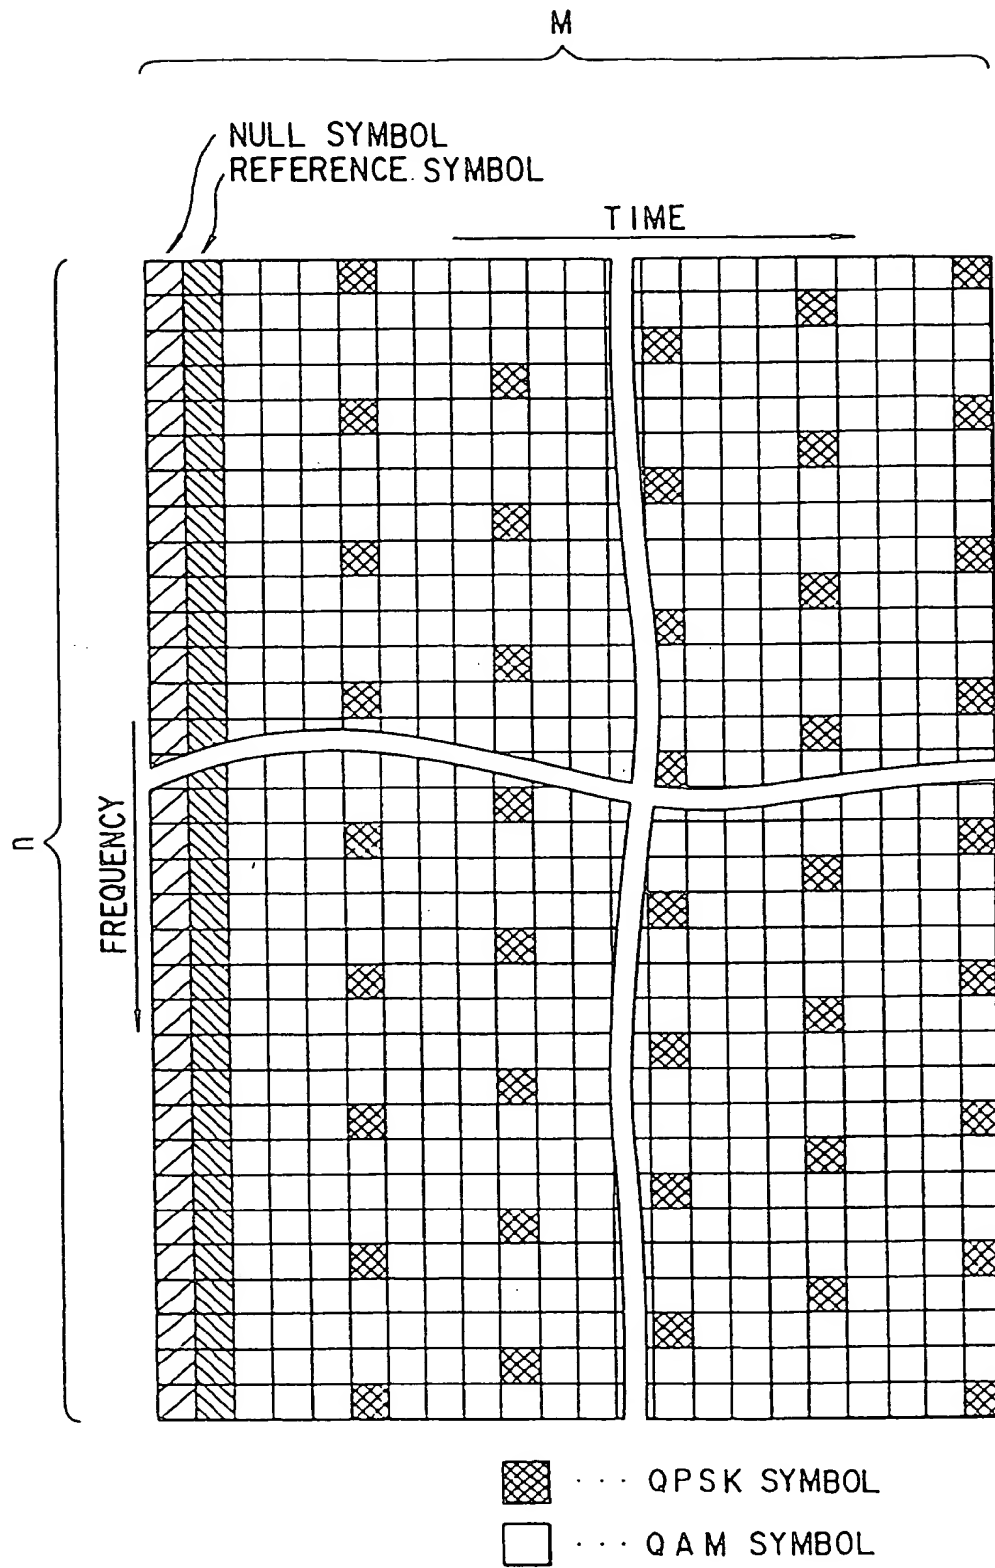 M
NULL SYMBOL
REFERENCE SYMBOL
TIME
n
FREQUENCY
... QPSK SYMBOL
... QAM SYMBOL